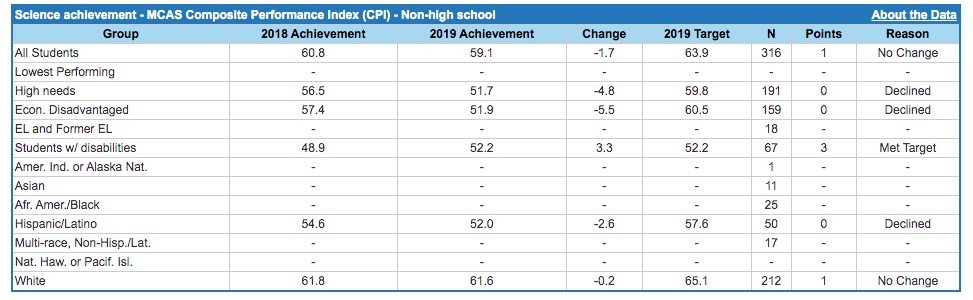 Science achievement - MCAS Composite Performance Index (CPI) - Non-high school About the Data
Group 2018 Achievement 2019 Achievement Change 2019 Target N Points Reason
All Students 60.8 59.1 -1.7 63.9 316 1 No Change
Lowest Performing - - - - - - -
High needs 56.5 51.7 -4.8 59.8 191 0 Declined
Econ. Disadvantaged 57.4 51.9 -5.5 60.5 159 0 Declined
EL and Former EL - - - - 18 - -
Students w/ disabilities 48.9 52.2 3.3 52.2 67 3 Met Target
Amer. Ind. or Alaska Nat. - - - - 1 - -
Asian - - - - 11 - -
Afr. Amer./Black - - - - 25 - -
Hispanic/Latino 54.6 52.0 -2.6 57.6 50 0 Declined
Multi-race, Non-Hisp./Lat. - - - - 17 - -
Nat. Haw. or Pacif. Isl. - - - - - - -
White 61.8 61.6 -0.2 65.1 212 1 No Change